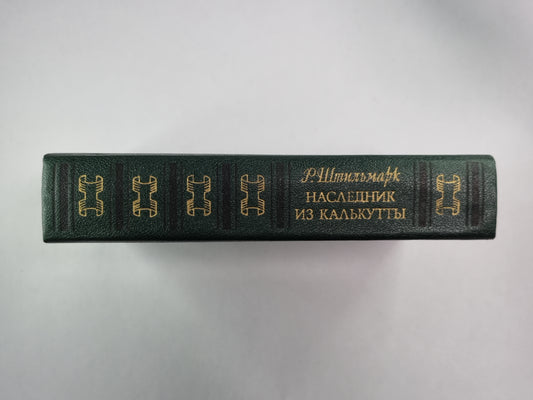 Р. Штильмарк
НАСЛЕДНИК
ИЗ КАЛЬКУТТЫ